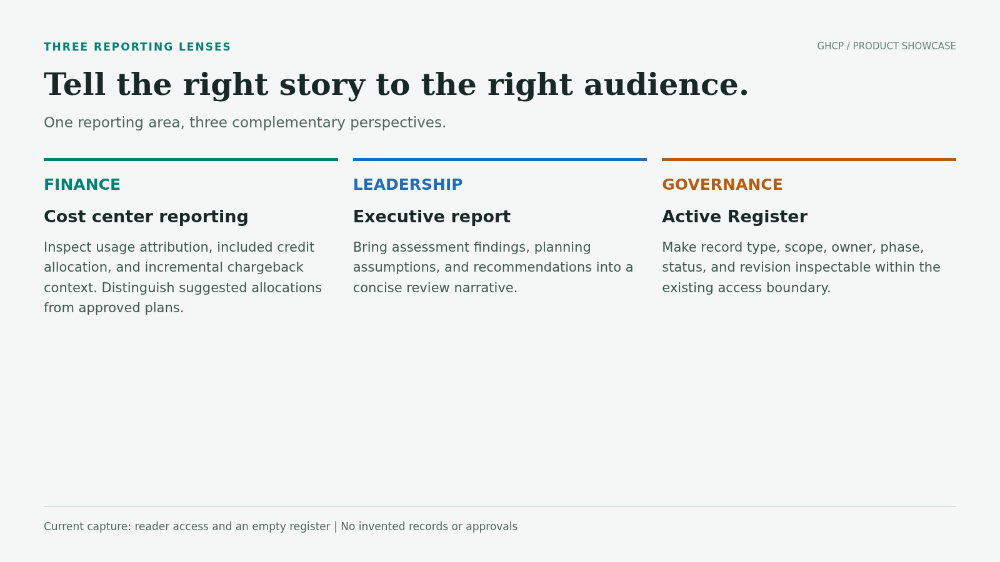 THREE REPORTING LENSES
GHCP / PRODUCT SHOWCASE
Tell the right story to the right audience.
One reporting area, three complementary perspectives.
FINANCE
Cost center reporting
Inspect usage attribution, included credit
allocation, and incremental chargeback
context. Distinguish suggested allocations
from approved plans.
LEADERSHIP
Executive report
Bring assessment findings, planning
assumptions, and recommendations into a
concise review narrative.
GOVERNANCE
Active Register
Make record type, scope, owner, phase,
status, and revision inspectable within the
existing access boundary.
Current capture: reader access and an empty register | No invented records or approvals